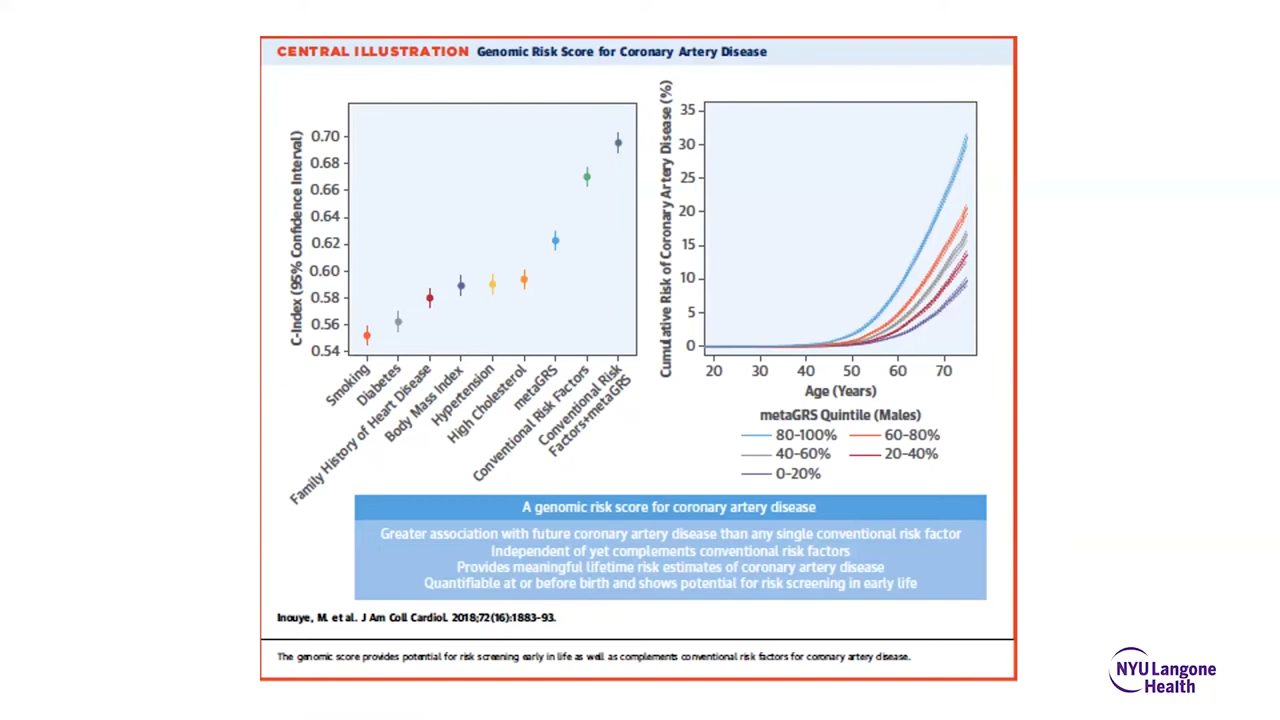 CENTRAL ILLUSTRATION Genomic Risk Score for Coronary Artery Disease
C-Index (95% Confidence Interval)
0.70
0.68
0.66
0.64
0.62
0.60
0.58
0.56
0.54
Smoking
Diabetes
Family History of Heart Disease
Body Mass Index
Hypertension
High Cholesterol
metaGRS
Conventional Risk Factors
Conventional Risk
Factors+metaGRS
Cumulative Risk of Coronary Artery Disease (%)
35
30
25
20
15
10
5
0
20 30 40 50 60 70
Age (Years)
metaGRS Quintile (Males)
80-100% 60-80%
40-60% 20-40%
0-20%
A genomic risk score for coronary artery disease
Greater association with future coronary artery disease than any single conventional risk factor
Independent of yet complements conventional risk factors
Provides meaningful lifetime risk estimates of coronary artery disease
Quantifiable at or before birth and shows potential for risk screening in early life
Inouye, M. et al. J Am Coll Cardiol. 2018;72(16):1883-93.
The genomic score provides potential for risk screening early in life as well as complements conventional risk factors for coronary artery disease.
NYU Langone
Health